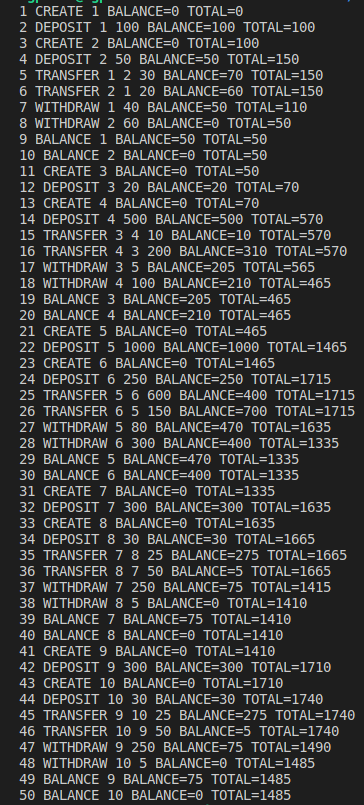 1 CREATE 1 BALANCE=0 TOTAL=0
2 DEPOSIT 1 100 BALANCE=100 TOTAL=100
3 CREATE 2 BALANCE=0 TOTAL=100
4 DEPOSIT 2 50 BALANCE=50 TOTAL=150
5 TRANSFER 1 2 30 BALANCE=70 TOTAL=150
6 TRANSFER 2 1 20 BALANCE=60 TOTAL=150
7 WITHDRAW 1 40 BALANCE=50 TOTAL=110
8 WITHDRAW 2 60 BALANCE=0 TOTAL=50
9 BALANCE 1 BALANCE=50 TOTAL=50
10 BALANCE 2 BALANCE=0 TOTAL=50
11 CREATE 3 BALANCE=0 TOTAL=50
12 DEPOSIT 3 20 BALANCE=20 TOTAL=70
13 CREATE 4 BALANCE=0 TOTAL=70
14 DEPOSIT 4 500 BALANCE=500 TOTAL=570
15 TRANSFER 3 4 10 BALANCE=10 TOTAL=570
16 TRANSFER 4 3 200 BALANCE=310 TOTAL=570
17 WITHDRAW 3 5 BALANCE=205 TOTAL=565
18 WITHDRAW 4 100 BALANCE=210 TOTAL=465
19 BALANCE 3 BALANCE=205 TOTAL=465
20 BALANCE 4 BALANCE=210 TOTAL=465
21 CREATE 5 BALANCE=0 TOTAL=465
22 DEPOSIT 5 1000 BALANCE=1000 TOTAL=1465
23 CREATE 6 BALANCE=0 TOTAL=1465
24 DEPOSIT 6 250 BALANCE=250 TOTAL=1715
25 TRANSFER 5 6 600 BALANCE=400 TOTAL=1715
26 TRANSFER 6 5 150 BALANCE=700 TOTAL=1715
27 WITHDRAW 5 80 BALANCE=470 TOTAL=1635
28 WITHDRAW 6 300 BALANCE=400 TOTAL=1335
29 BALANCE 5 BALANCE=470 TOTAL=1335
30 BALANCE 6 BALANCE=400 TOTAL=1335
31 CREATE 7 BALANCE=0 TOTAL=1335
32 DEPOSIT 7 300 BALANCE=300 TOTAL=1635
33 CREATE 8 BALANCE=0 TOTAL=1635
34 DEPOSIT 8 30 BALANCE=30 TOTAL=1665
35 TRANSFER 7 8 25 BALANCE=275 TOTAL=1665
36 TRANSFER 8 7 50 BALANCE=5 TOTAL=1665
37 WITHDRAW 7 250 BALANCE=75 TOTAL=1415
38 WITHDRAW 8 5 BALANCE=0 TOTAL=1410
39 BALANCE 7 BALANCE=75 TOTAL=1410
40 BALANCE 8 BALANCE=0 TOTAL=1410
41 CREATE 9 BALANCE=0 TOTAL=1410
42 DEPOSIT 9 300 BALANCE=300 TOTAL=1710
43 CREATE 10 BALANCE=0 TOTAL=1710
44 DEPOSIT 10 30 BALANCE=30 TOTAL=1740
45 TRANSFER 9 10 25 BALANCE=275 TOTAL=1740
46 TRANSFER 10 9 50 BALANCE=5 TOTAL=1740
47 WITHDRAW 9 250 BALANCE=75 TOTAL=1490
48 WITHDRAW 10 5 BALANCE=0 TOTAL=1485
49 BALANCE 9 BALANCE=75 TOTAL=1485
50 BALANCE 10 BALANCE=0 TOTAL=1485